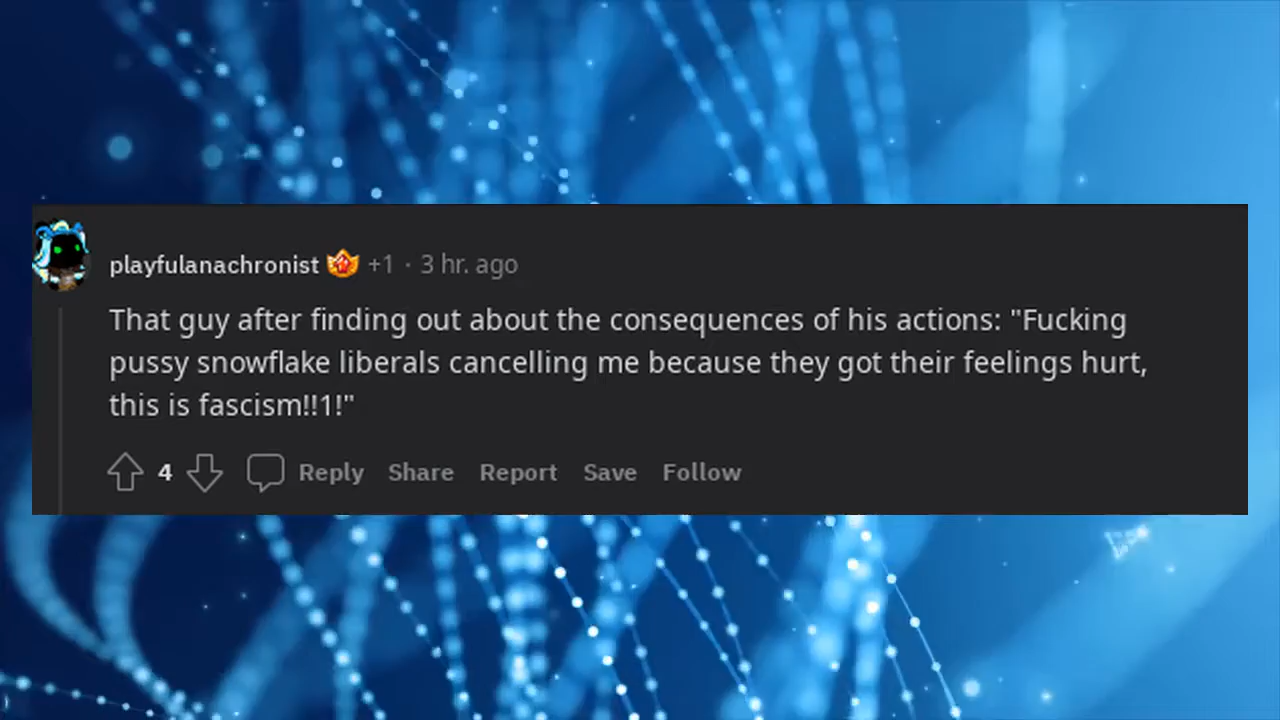 playfulanachronist +1 · 3 hr. ago
That guy after finding out about the consequences of his actions: "Fucking
pussy snowflake liberals cancelling me because they got their feelings hurt,
this is fascism!!1!"
4 Reply Share Report Save Follow